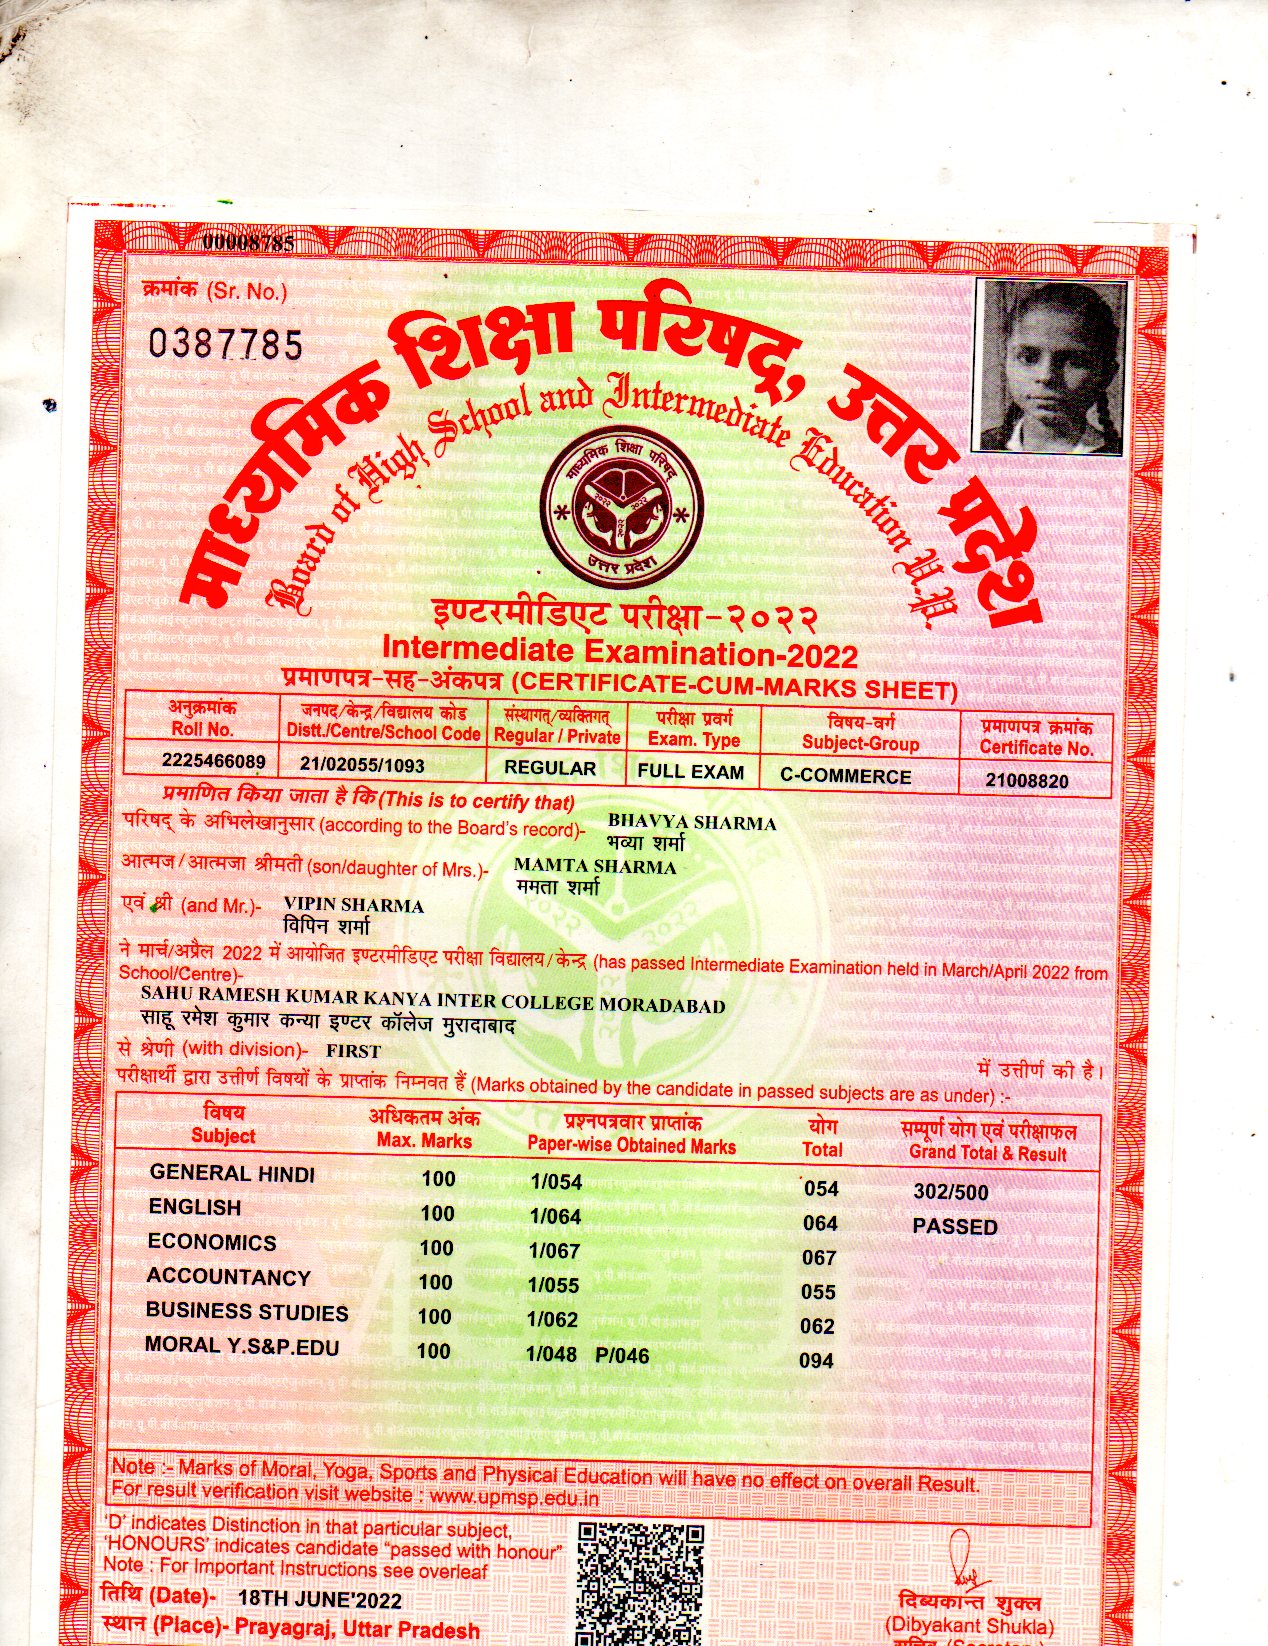 00008785
क्रमांक (Sr. No.)
0387785
माध्यमिक शिक्षा परिषद्, उत्तर प्रदेश
Board of High School and Intermediate Education U.P.
माध्यमिक शिक्षा परिषद्
२०२२ २०२२
२०२२
उत्तर प्रदेश
इण्टरमीडिएट परीक्षा-२०२२
Intermediate Examination-2022
प्रमाणपत्र-सह-अंकपत्र (CERTIFICATE-CUM-MARKS SHEET)
अनुक्रमांक जनपद/केन्द्र/विद्यालय कोड संस्थागत्/व्यक्तिगत् परीक्षा प्रवर्ग विषय-वर्ग प्रमाणपत्र क्रमांक
Roll No. Distt./Centre/School Code Regular / Private Exam. Type Subject-Group Certificate No.
2225466089 21/02055/1093 REGULAR FULL EXAM C-COMMERCE 21008820
प्रमाणित किया जाता है कि (This is to certify that)
परिषद् के अभिलेखानुसार (according to the Board's record)- BHAVYA SHARMA
भव्या शर्मा
आत्मज/आत्मजा श्रीमती (son/daughter of Mrs.)- MAMTA SHARMA
ममता शर्मा
एवं श्री (and Mr.)- VIPIN SHARMA
विपिन शर्मा
ने मार्च/अप्रैल 2022 में आयोजित इण्टरमीडिएट परीक्षा विद्यालय/केन्द्र (has passed Intermediate Examination held in March/April 2022 from
School/Centre)-
SAHU RAMESH KUMAR KANYA INTER COLLEGE MORADABAD
साहू रमेश कुमार कन्या इण्टर कॉलेज मुरादाबाद
से श्रेणी (with division)- FIRST में उत्तीर्ण की है।
परीक्षार्थी द्वारा उत्तीर्ण विषयों के प्राप्तांक निम्नवत हैं (Marks obtained by the candidate in passed subjects are as under) :-
विषय अधिकतम अंक प्रश्नपत्रवार प्राप्तांक योग सम्पूर्ण योग एवं परीक्षाफल
Subject Max. Marks Paper-wise Obtained Marks Total Grand Total & Result
GENERAL HINDI 100 1/054 054 302/500
ENGLISH 100 1/064 064 PASSED
ECONOMICS 100 1/067 067
ACCOUNTANCY 100 1/055 055
BUSINESS STUDIES 100 1/062 062
MORAL Y.S&P.EDU 100 1/048 P/046 094
Note :- Marks of Moral, Yoga, Sports and Physical Education will have no effect on overall Result.
For result verification visit website : www.upmsp.edu.in
'D' indicates Distinction in that particular subject,
'HONOURS' indicates candidate "passed with honour"
Note : For Important Instructions see overleaf
तिथि (Date)- 18TH JUNE'2022
स्थान (Place)- Prayagraj, Uttar Pradesh
दिब्यकान्त शुक्ल
(Dibyakant Shukla)
सचिव (Secretary)